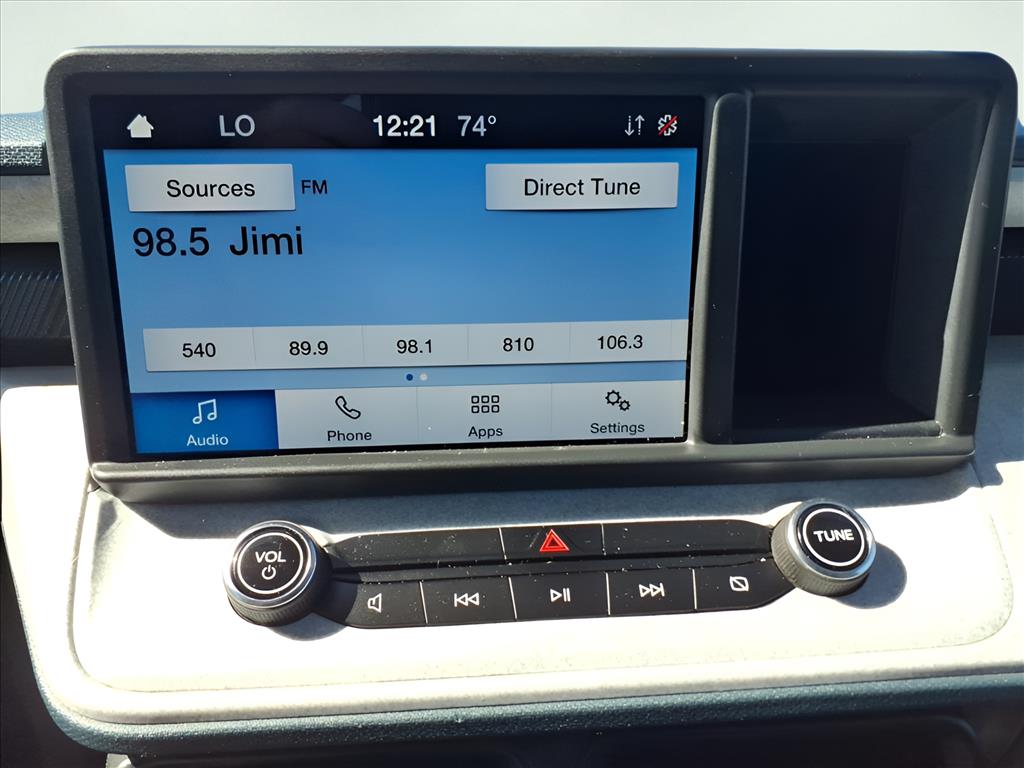 LO 12:21 74°
Sources FM Direct Tune
98.5 Jimi
540 89.9 98.1 810 106.3
Audio Phone Apps Settings
VOL TUNE